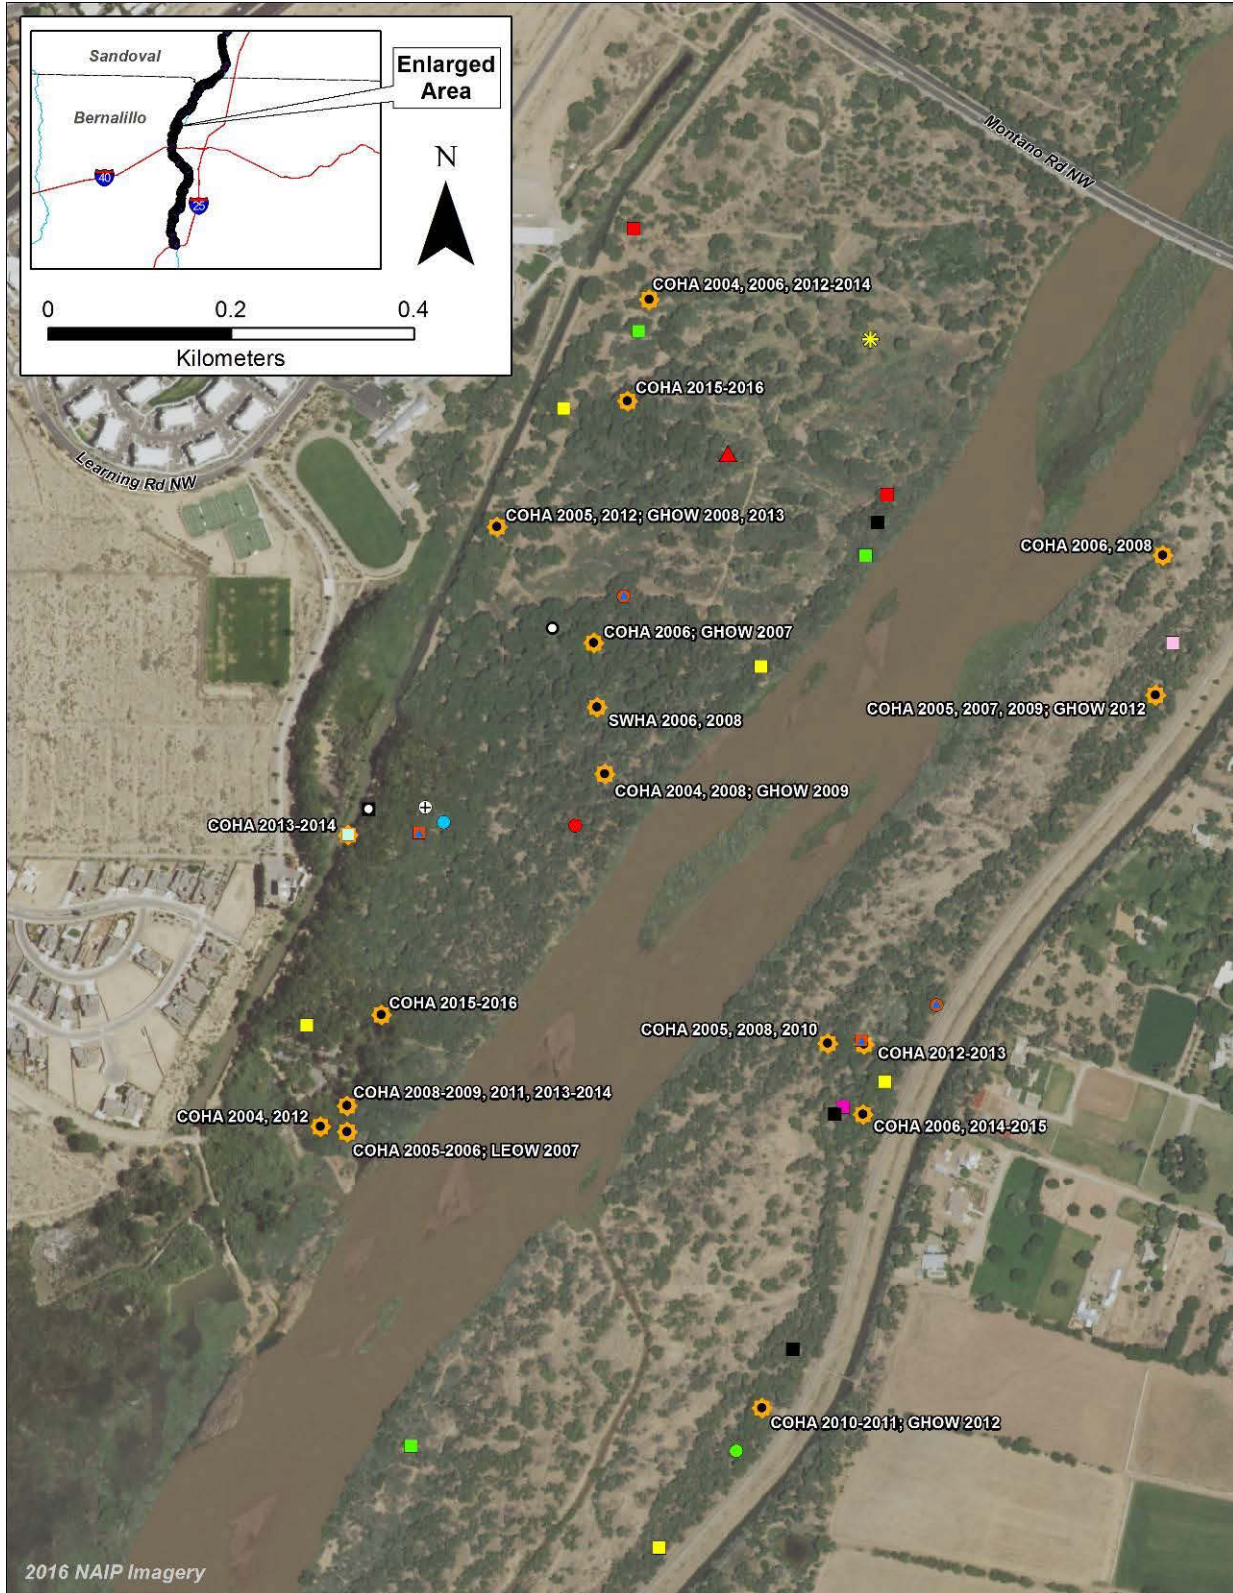 Sandoval
Bernalillo
40
25
Enlarged
Area
N
0
0.2
0.4
Kilometers
Montano Rd NW
COHA 2004, 2006, 2012-2014
COHA 2015-2016
Learning Rd NW
COHA 2005, 2012; GHOW 2008, 2013
COHA 2006, 2008
COHA 2006; GHOW 2007
COHA 2005, 2007, 2009; GHOW 2012
SWHA 2006, 2008
COHA 2004, 2008; GHOW 2009
COHA 2013-2014
COHA 2015-2016
COHA 2005, 2008, 2010
COHA 2012-2013
COHA 2008-2009, 2011, 2013-2014
COHA 2004, 2012
COHA 2006, 2014-2015
COHA 2005-2006; LEOW 2007
COHA 2010-2011; GHOW 2012
2016 NAIP Imagery